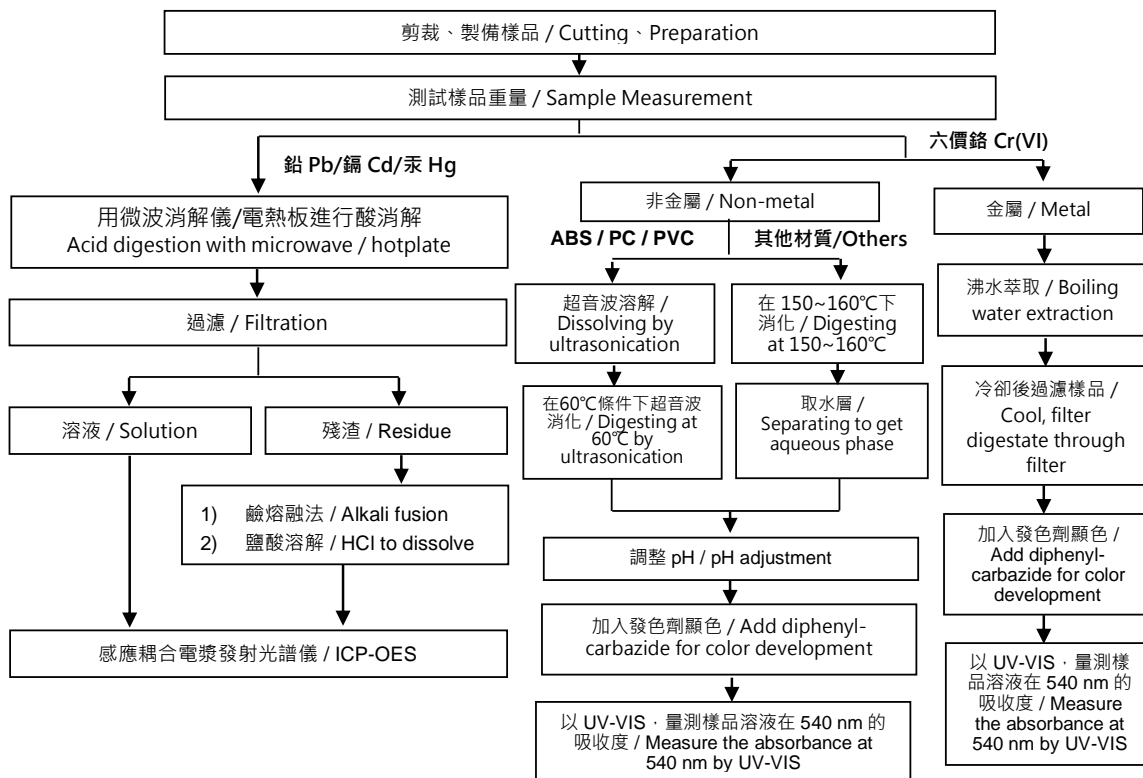 剪裁、製備樣品 / Cutting、Preparation
測試樣品重量 / Sample Measurement
鉛 Pb/鎘 Cd/汞 Hg
六價鉻 Cr(VI)
用微波消解儀/電熱板進行酸消解
Acid digestion with microwave / hotplate
過濾 / Filtration
溶液 / Solution
殘渣 / Residue
1) 鹼熔融法 / Alkali fusion
2) 鹽酸溶解 / HCl to dissolve
感應耦合電漿發射光譜儀 / ICP-OES
非金屬 / Non-metal
ABS / PC / PVC
其他材質/Others
超音波溶解 /
Dissolving by
ultrasonication
在60℃條件下超音波
消化 / Digesting at
60℃ by
ultrasonication
在 150~160℃下
消化 / Digesting
at 150~160℃
取水層 /
Separating to get
aqueous phase
調整 pH / pH adjustment
加入發色劑顯色 / Add diphenyl-
carbazide for color development
以 UV-VIS，量測樣品溶液在 540 nm 的
吸收度 / Measure the absorbance at
540 nm by UV-VIS
金屬 / Metal
沸水萃取 / Boiling
water extraction
冷卻後過濾樣品 /
Cool, filter
digestate through
filter
加入發色劑顯色 /
Add diphenyl-
carbazide for color
development
以 UV-VIS，量測樣
品溶液在 540 nm 的
吸收度 / Measure
the absorbance at
540 nm by UV-VIS